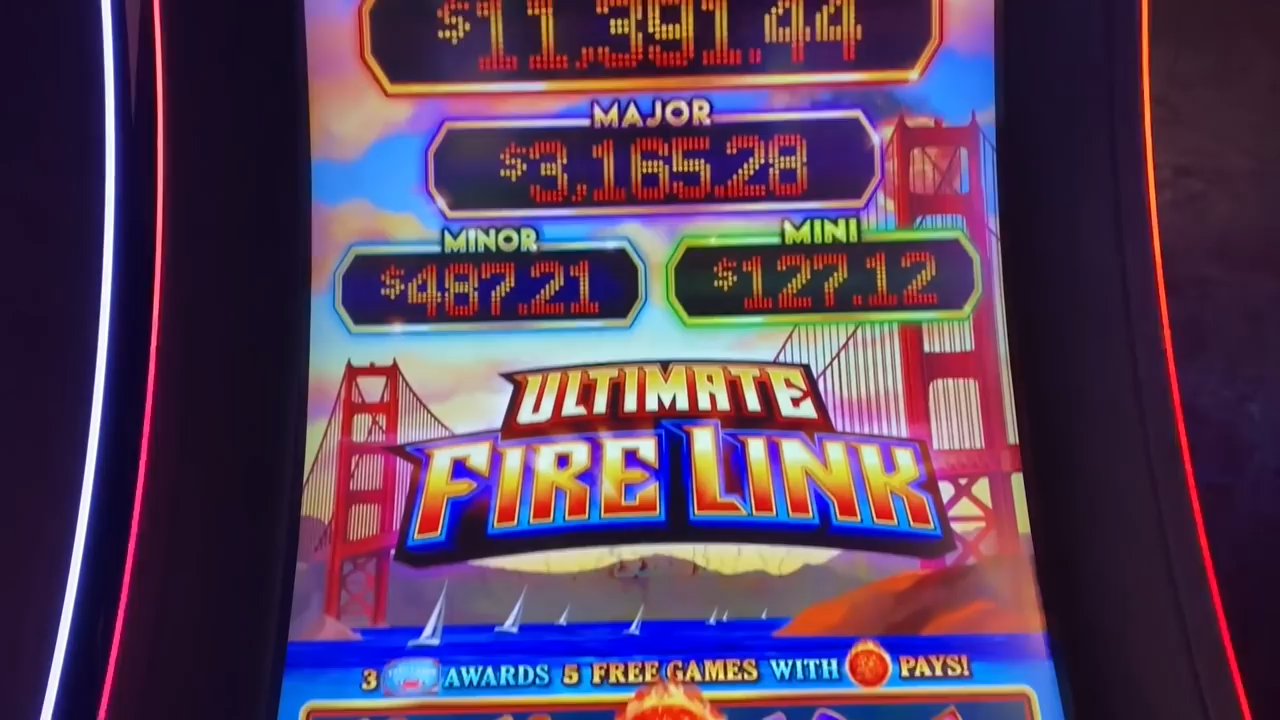 $11,391.44
MAJOR
$3,165.28
MINOR
MINI
$487.21
$127.12
ULTIMATE
FIRE LINK
3 AWARDS 5 FREE GAMES WITH PAYS!